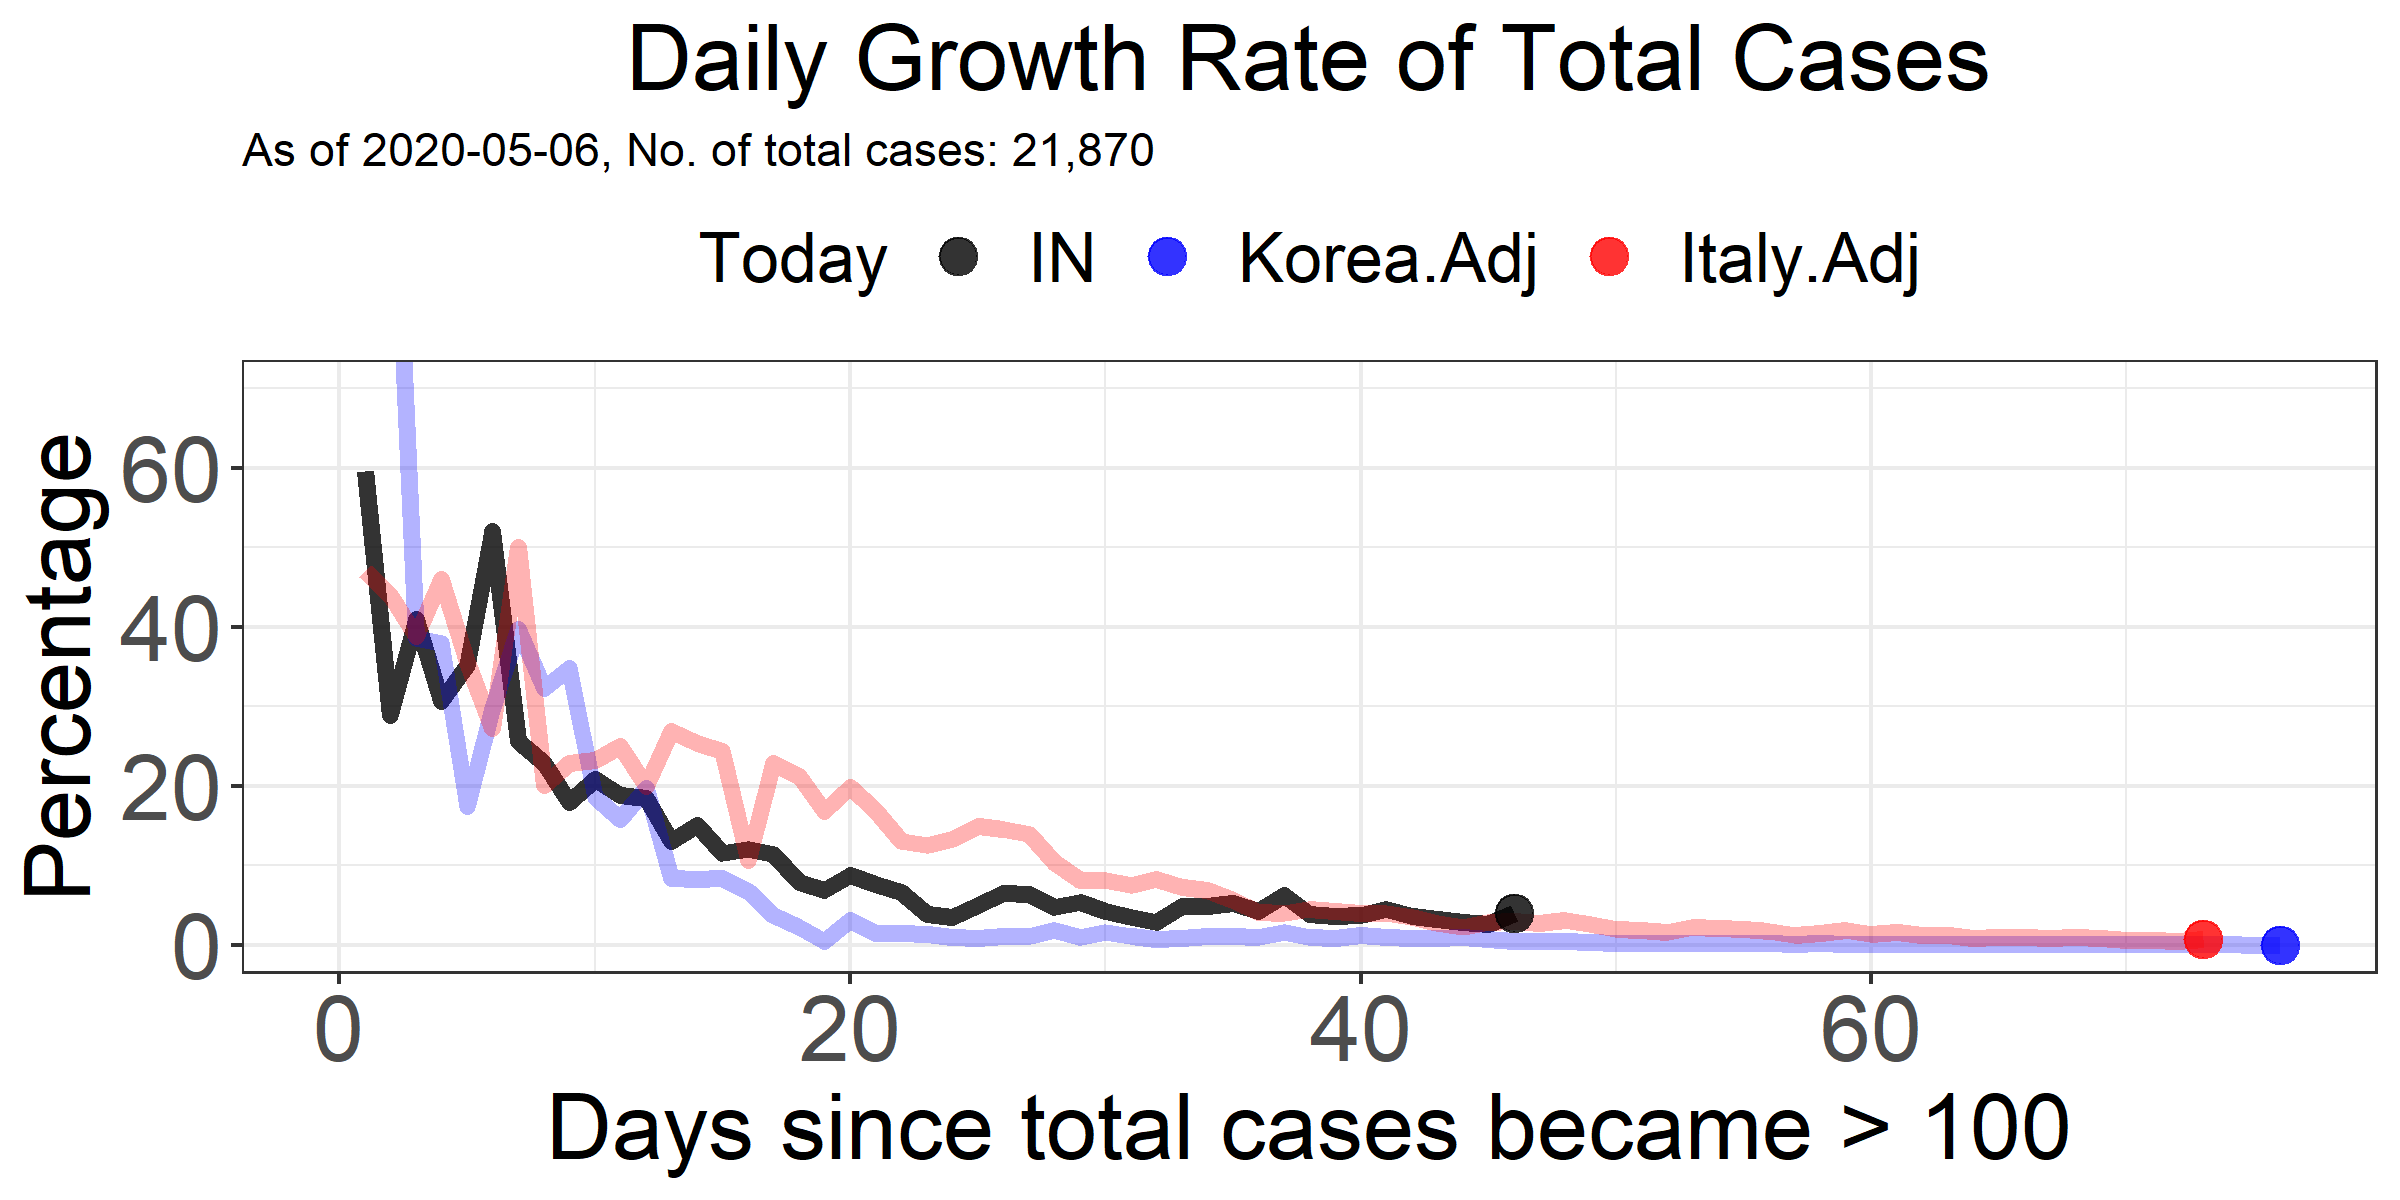 Daily Growth Rate of Total Cases
As of 2020-05-06, No. of total cases: 21,870
Today IN Korea.Adj Italy.Adj
Percentage
60
40
20
0
0 20 40 60
Days since total cases became > 100